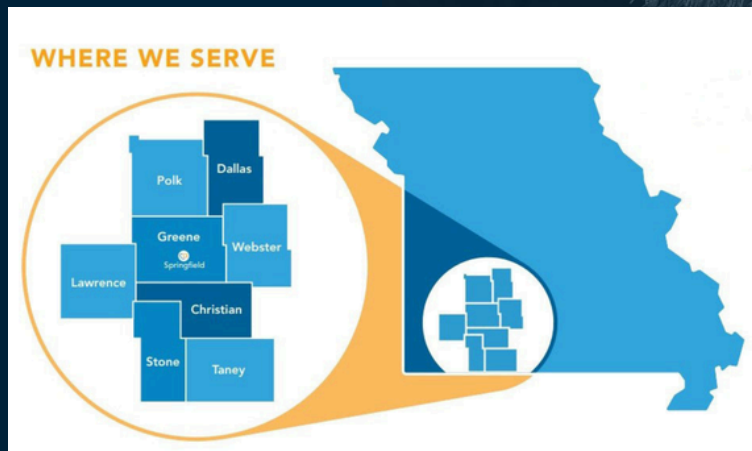 WHERE WE SERVE
Dallas
Polk
Greene
Webster
Springfield
Lawrence
Christian
Stone
Taney